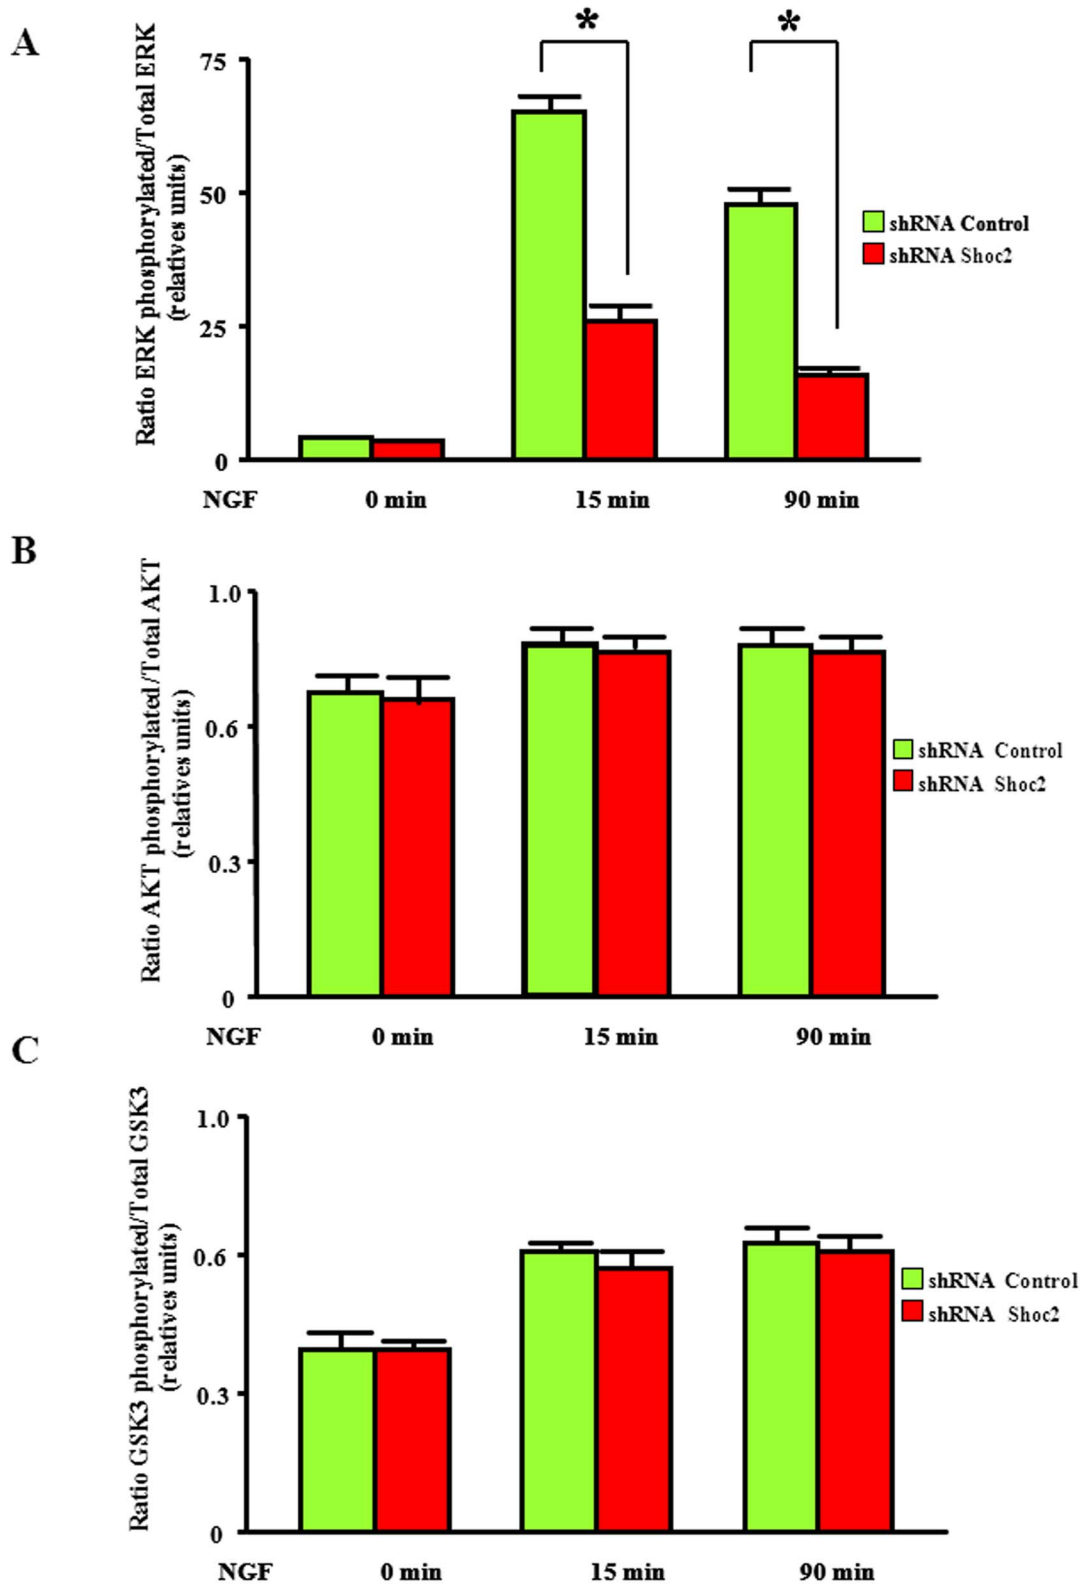 A
*
*
Ratio ERK phosphorylated/Total ERK
(relatives units)
75
50
25
0
shRNA Control
shRNA Shoc2
NGF 0 min 15 min 90 min
B
Ratio AKT phosphorylated/Total AKT
(relatives units)
1.0
0.6
0.3
0
shRNA Control
shRNA Shoc2
NGF 0 min 15 min 90 min
C
Ratio GSK3 phosphorylated/Total GSK3
(relatives units)
1.0
0.6
0.3
0
shRNA Control
shRNA Shoc2
NGF 0 min 15 min 90 min